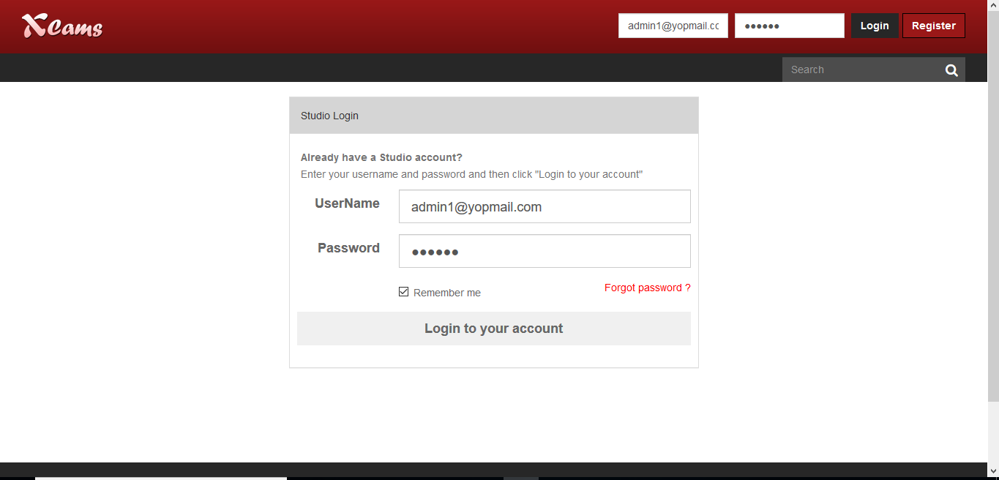 XCams
admin1@yopmail.cc
●●●●●●
Login
Register
Search
Studio Login
Already have a Studio account?
Enter your username and password and then click "Login to your account"
UserName
admin1@yopmail.com
Password
●●●●●●
Remember me
Forgot password ?
Login to your account